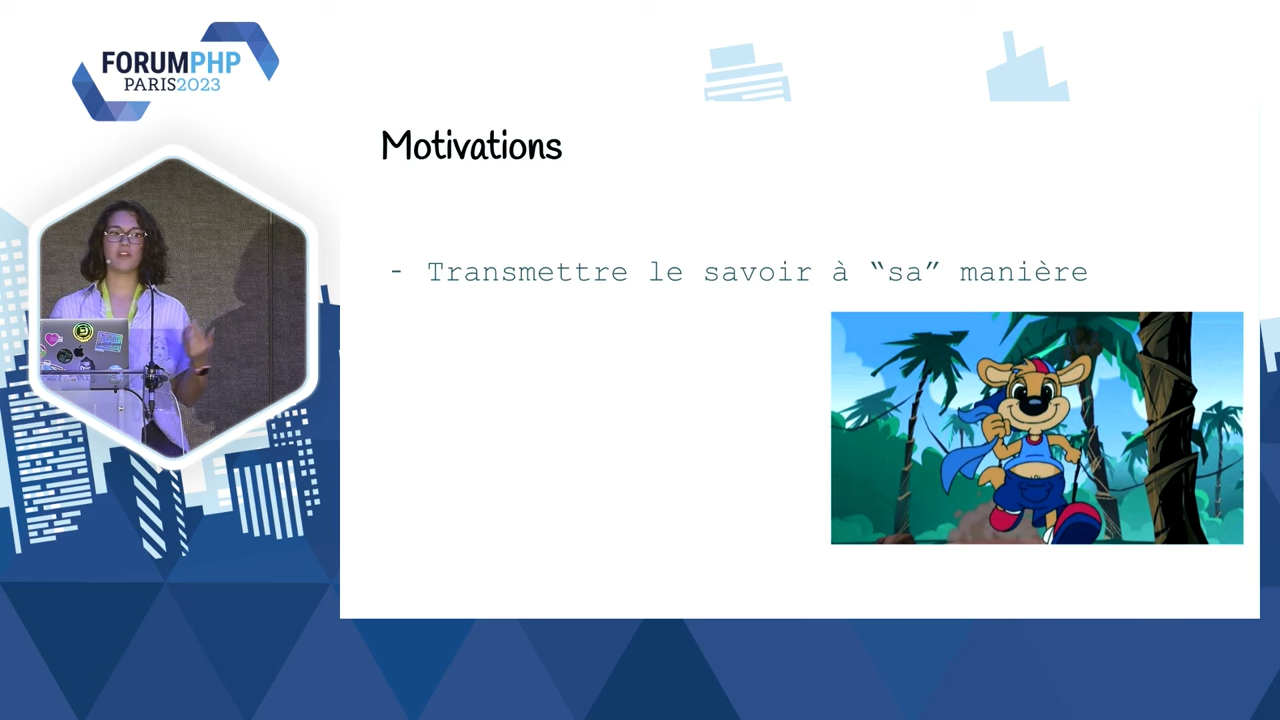 FORUMPHP
PARIS2023
Motivations
- Transmettre le savoir à “sa” manière